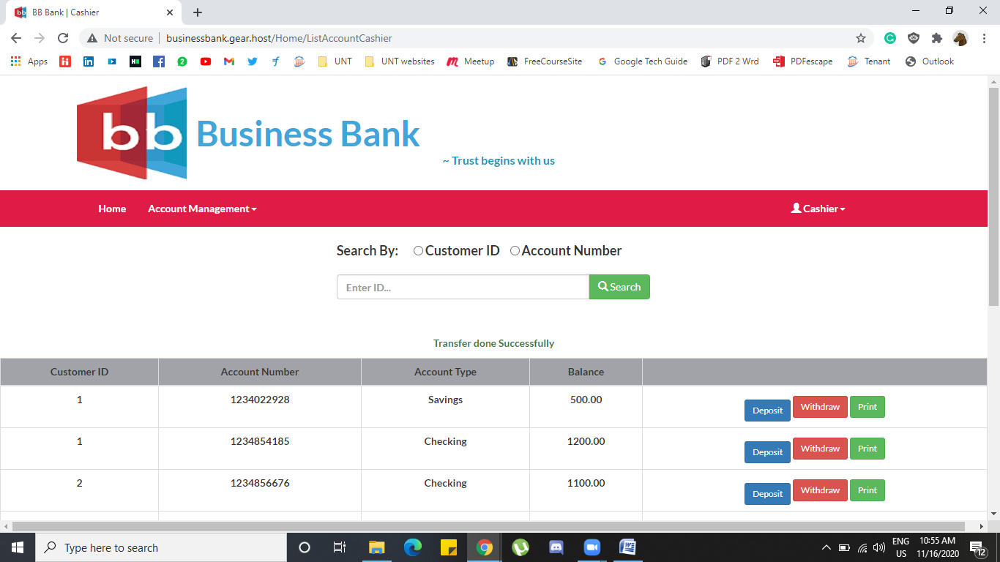 BB Bank | Cashier
Not secure businessbank.gear.host/Home/ListAccountCashier
Apps UNT UNT websites Meetup FreeCourseSite Google Tech Guide PDF 2 Wrd PDFescape Tenant Outlook
bb Business Bank
~ Trust begins with us
Home Account Management Cashier
Search By: Customer ID Account Number
Enter ID... Search
Transfer done Successfully
Customer ID Account Number Account Type Balance
1 1234022928 Savings 500.00 Deposit Withdraw Print
1 1234854185 Checking 1200.00 Deposit Withdraw Print
2 1234856676 Checking 1100.00 Deposit Withdraw Print
Type here to search
ENG 10:55 AM
US 11/16/2020 12